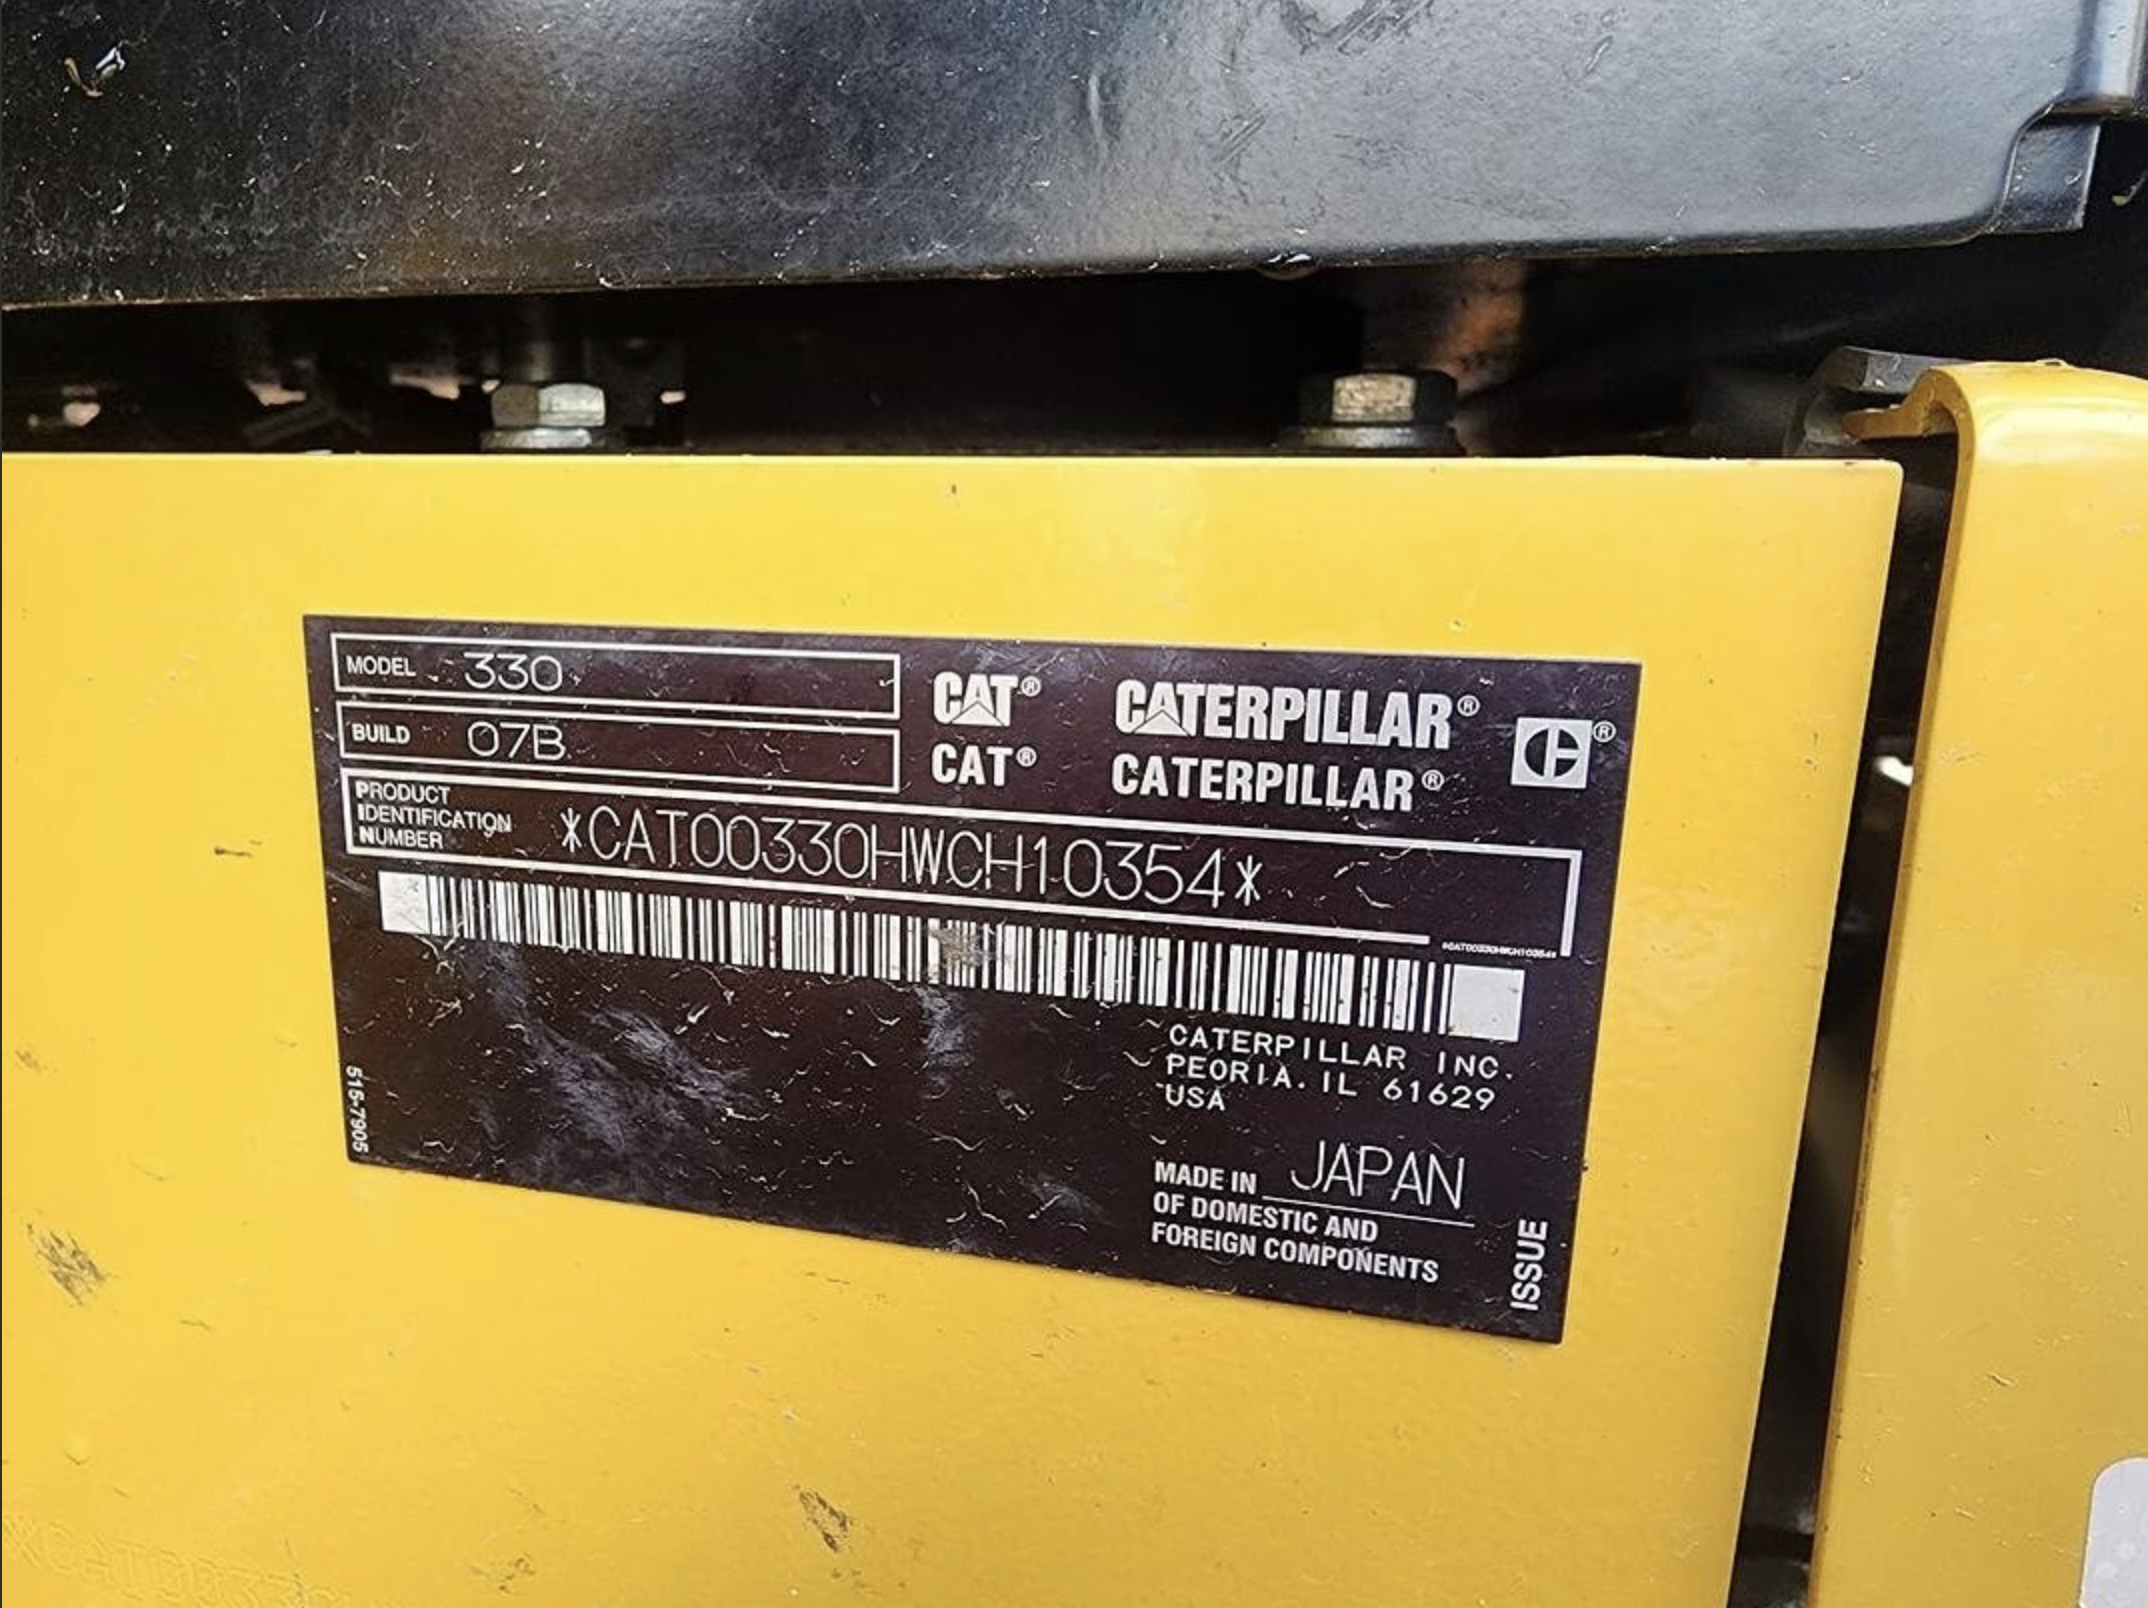 MODEL 330
BUILD 07B
CAT® CATERPILLAR®
CAT® CATERPILLAR® ®
PRODUCT
IDENTIFICATION
NUMBER
*CAT00330HWCH10354*
*CAT00330HWCH10354*
CATERPILLAR INC.
PEORIA. IL 61629
USA
515-7905
MADE IN JAPAN
OF DOMESTIC AND
FOREIGN COMPONENTS
ISSUE